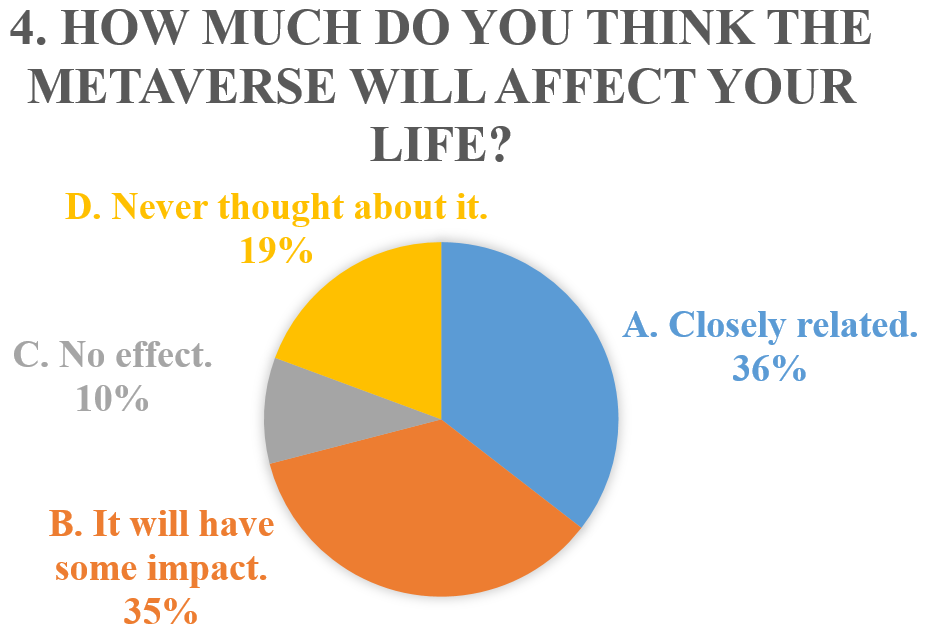 4. HOW MUCH DO YOU THINK THE
METAVERSE WILL AFFECT YOUR
LIFE?
D. Never thought about it.
19%
A. Closely related.
36%
C. No effect.
10%
B. It will have
some impact.
35%